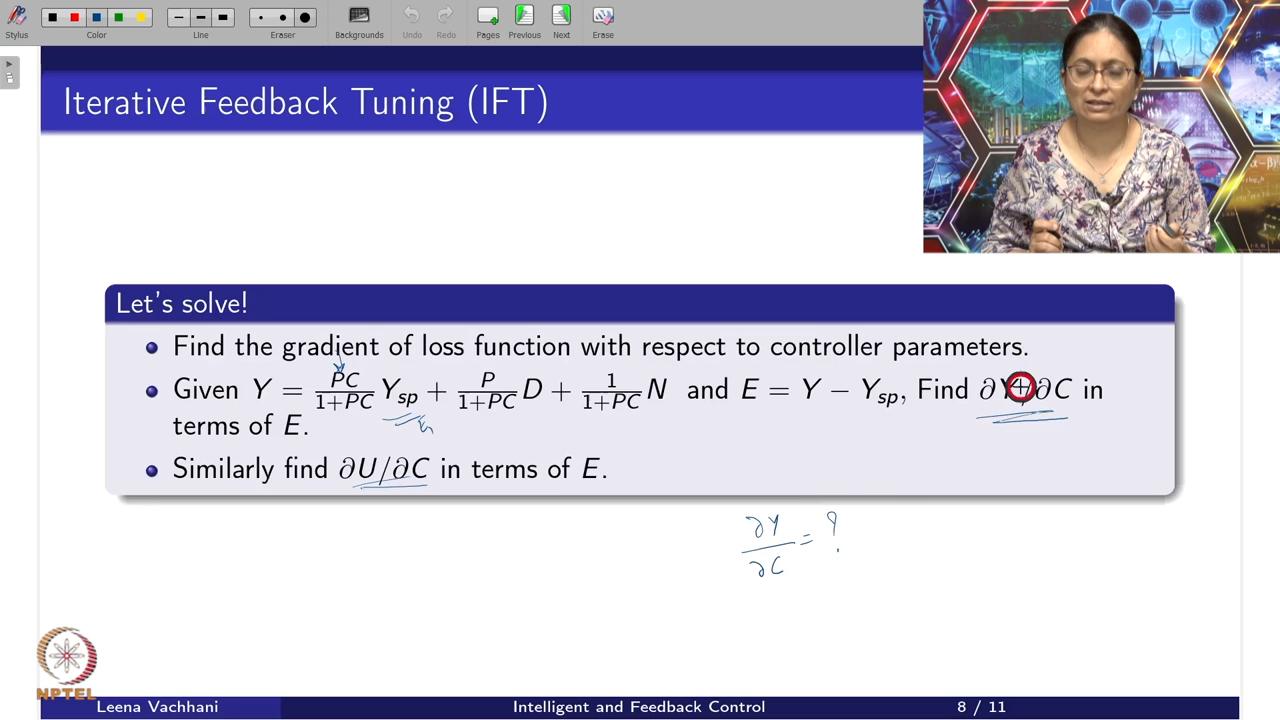 Stylus
Color
Line
Eraser
Backgrounds
Undo
Redo
Pages
Previous
Next
Erase
Iterative Feedback Tuning (IFT)
Let's solve!
Find the gradient of loss function with respect to controller parameters.
Given Y = PC/1+PC Y_sp + P/1+PC D + 1/1+PC N and E = Y − Y_sp, Find ∂Y/∂C in
terms of E.
Similarly find ∂U/∂C in terms of E.
∂Y/∂C = ?
NPTEL
Leena Vachhani
Intelligent and Feedback Control
8 / 11